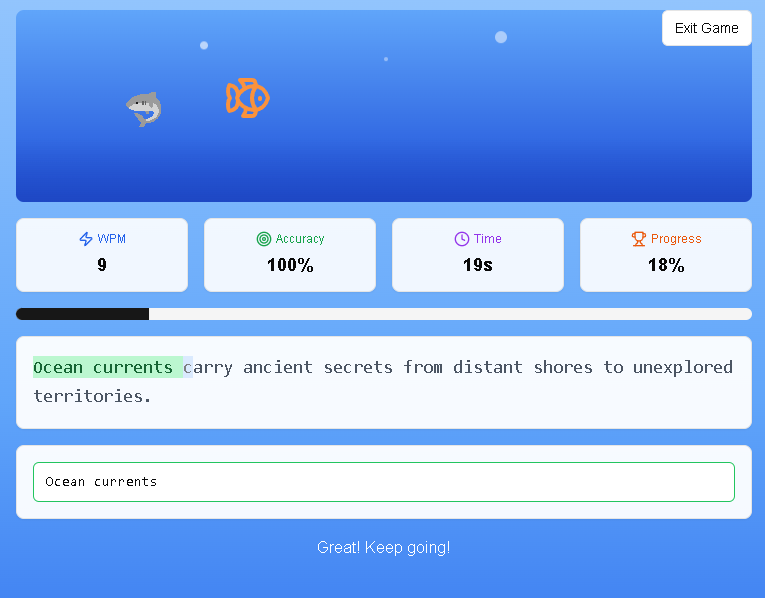 Exit Game
WPM
9
Accuracy
100%
Time
19s
Progress
18%
Ocean currents carry ancient secrets from distant shores to unexplored
territories.
Ocean currents
Great! Keep going!